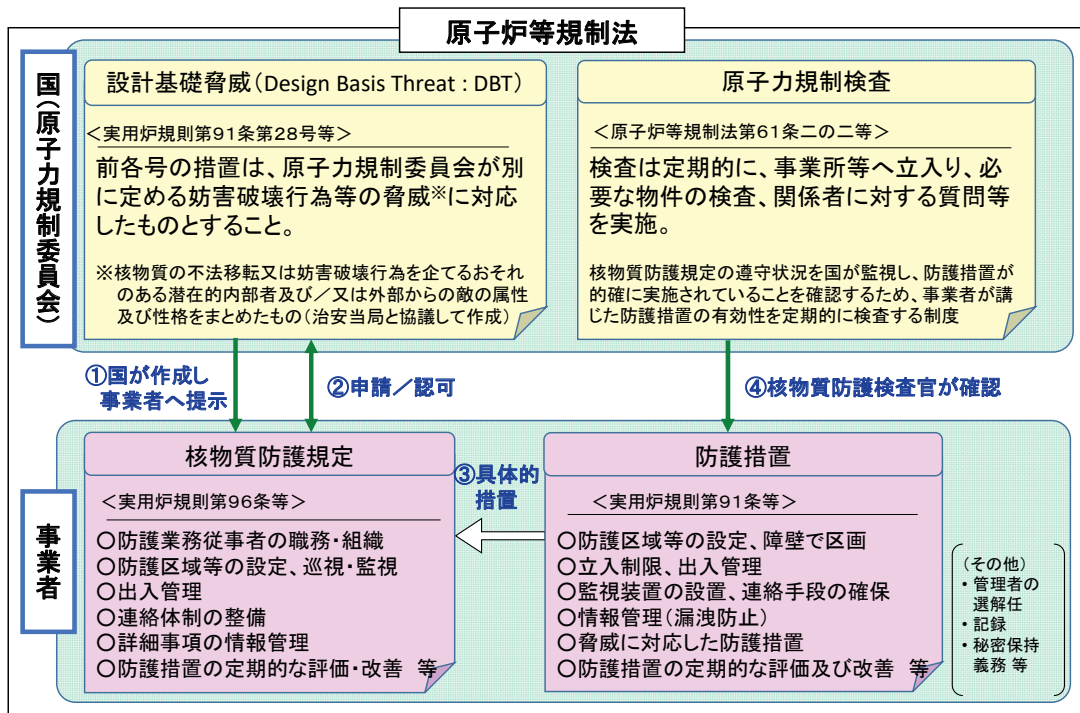 原子炉等規制法
国(原子力規制委員会)
設計基礎脅威(Design Basis Threat : DBT)
<実用炉規則第91条第28号等>
前各号の措置は、原子力規制委員会が別
に定める妨害破壊行為等の脅威※に対応
したものとすること。
※核物質の不法移転又は妨害破壊行為を企てるおそれ
のある潜在的内部者及び/又は外部からの敵の属性
及び性格をまとめたもの(治安当局と協議して作成)
原子力規制検査
<原子炉等規制法第61条二の二等>
検査は定期的に、事業所等へ立入り、必
要な物件の検査、関係者に対する質問等
を実施。
核物質防護規定の遵守状況を国が監視し、防護措置が
的確に実施されていることを確認するため、事業者が講
じた防護措置の有効性を定期的に検査する制度
①国が作成し
事業者へ提示
②申請/認可
④核物質防護検査官が確認
事業者
核物質防護規定
<実用炉規則第96条等>
○防護業務従事者の職務・組織
○防護区域等の設定、巡視・監視
○出入管理
○連絡体制の整備
○詳細事項の情報管理
○防護措置の定期的な評価・改善 等
③具体的
措置
防護措置
<実用炉規則第91条等>
○防護区域等の設定、障壁で区画
○立入制限、出入管理
○監視装置の設置、連絡手段の確保
○情報管理(漏洩防止)
○脅威に対応した防護措置
○防護措置の定期的な評価及び改善 等
(その他)
・管理者の
選解任
・記録
・秘密保持
義務 等